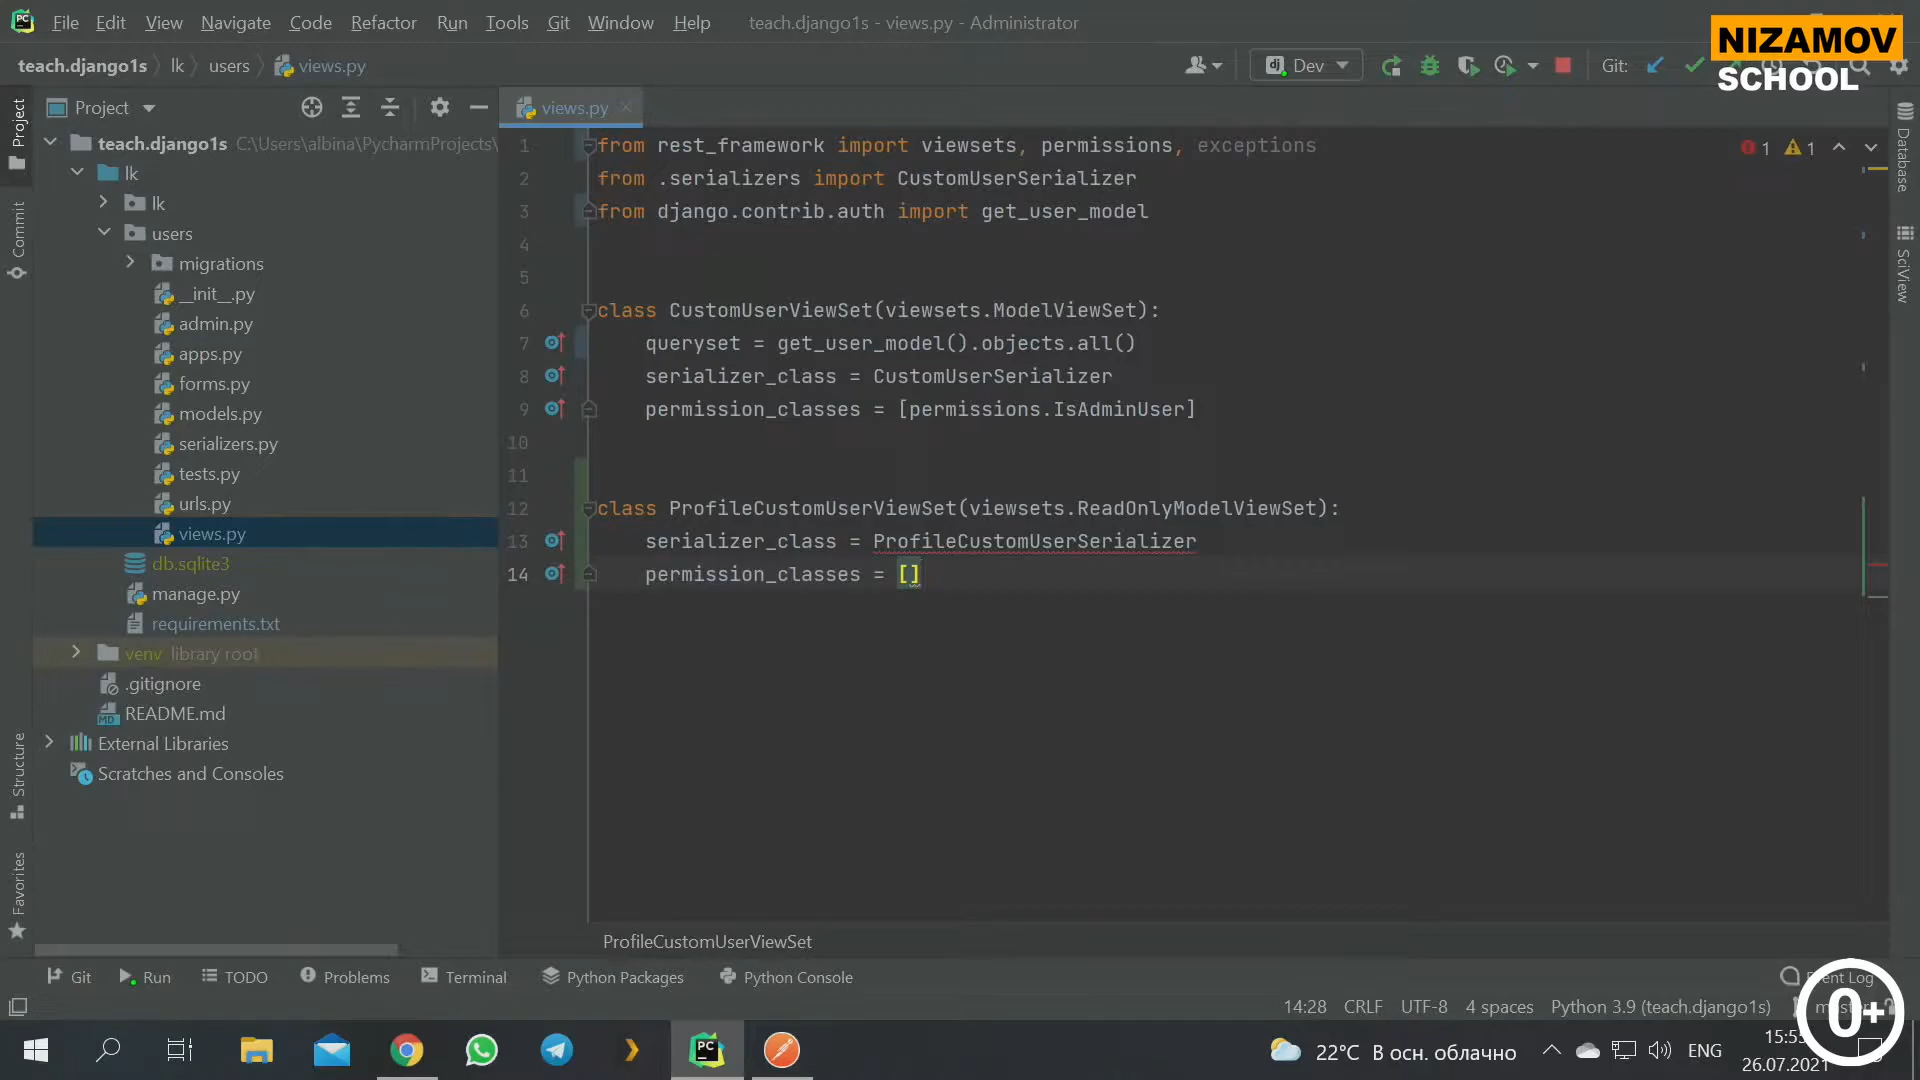 File Edit View Navigate Code Refactor Run Tools Git Window Help teach.django1s - views.py - Administrator
NIZAMOV
SCHOOL
teach.django1s lk users views.py Dev Git:
Project views.py
Project
Commit
Structure
Favorites
teach.django1s C:\Users\albina\PycharmProjects\
lk
lk
users
migrations
__init__.py
admin.py
apps.py
forms.py
models.py
serializers.py
tests.py
urls.py
views.py
db.sqlite3
manage.py
requirements.txt
venv library root
.gitignore
README.md
External Libraries
Scratches and Consoles
1 from rest_framework import viewsets, permissions, exceptions
2 from .serializers import CustomUserSerializer
3 from django.contrib.auth import get_user_model
4
5
6 class CustomUserViewSet(viewsets.ModelViewSet):
7 queryset = get_user_model().objects.all()
8 serializer_class = CustomUserSerializer
9 permission_classes = [permissions.IsAdminUser]
10
11
12 class ProfileCustomUserViewSet(viewsets.ReadOnlyModelViewSet):
13 serializer_class = ProfileCustomUserSerializer
14 permission_classes = []
1 1
Database
SciView
ProfileCustomUserViewSet
Git Run TODO Problems Terminal Python Packages Python Console
14:28 CRLF UTF-8 4 spaces Python 3.9 (teach.django1s)
0+
22°C В осн. облачно ENG
26.07.2021